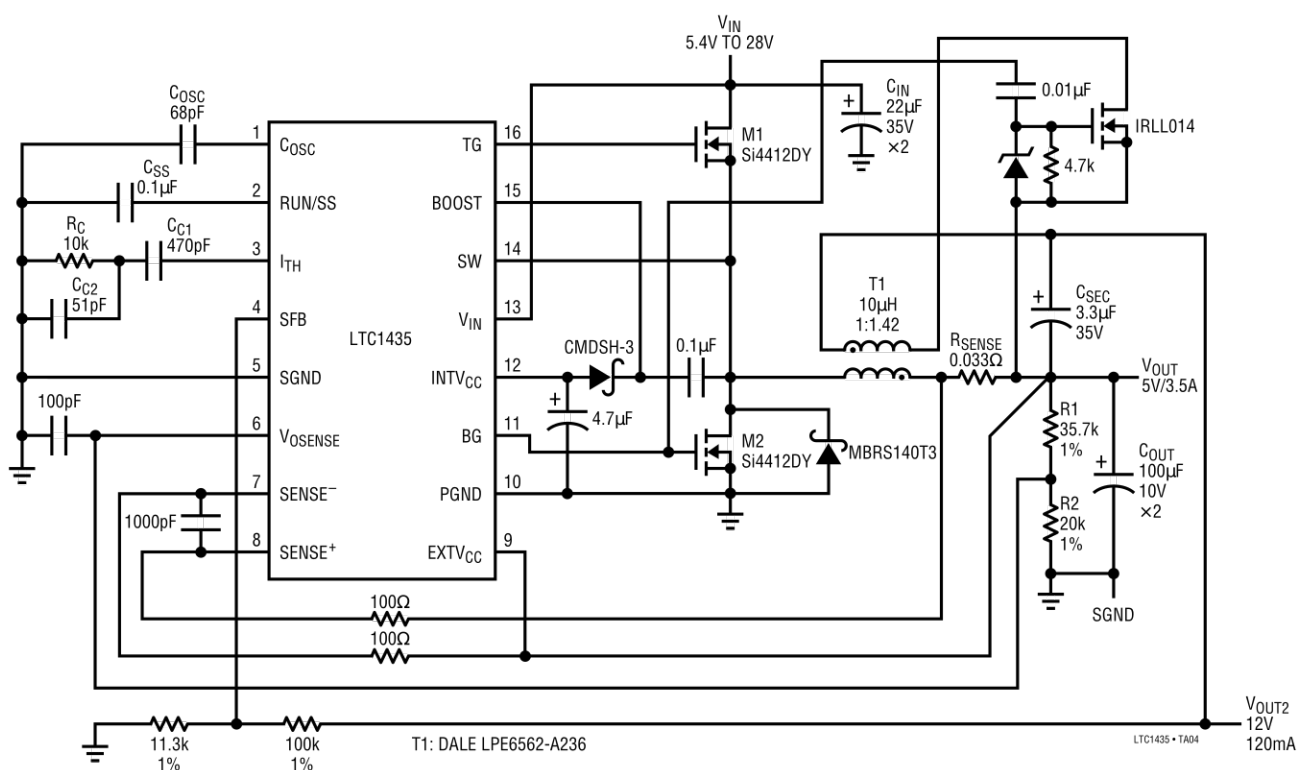 V_IN
5.4V TO 28V
C_OSC
68pF
C_SS
0.1µF
R_C
10k
C_C1
470pF
C_C2
51pF
100pF
1000pF
1
2
3
4
5
6
7
8
C_OSC
RUN/SS
I_TH
SFB
SGND
V_OSENSE
SENSE−
SENSE+
LTC1435
TG
BOOST
SW
V_IN
INTV_CC
BG
PGND
EXTV_CC
16
15
14
13
12
11
10
9
M1
Si4412DY
C_IN
22µF
35V
×2
+
0.01µF
4.7k
IRLL014
CMDSH-3
+
4.7µF
0.1µF
M2
Si4412DY
MBRS140T3
T1
10µH
1:1.42
R_SENSE
0.033Ω
+
C_SEC
3.3µF
35V
V_OUT
5V/3.5A
R1
35.7k
1%
R2
20k
1%
+
C_OUT
100µF
10V
×2
SGND
100Ω
100Ω
11.3k
1%
100k
1%
T1: DALE LPE6562-A236
V_OUT2
12V
120mA
LTC1435 • TA04